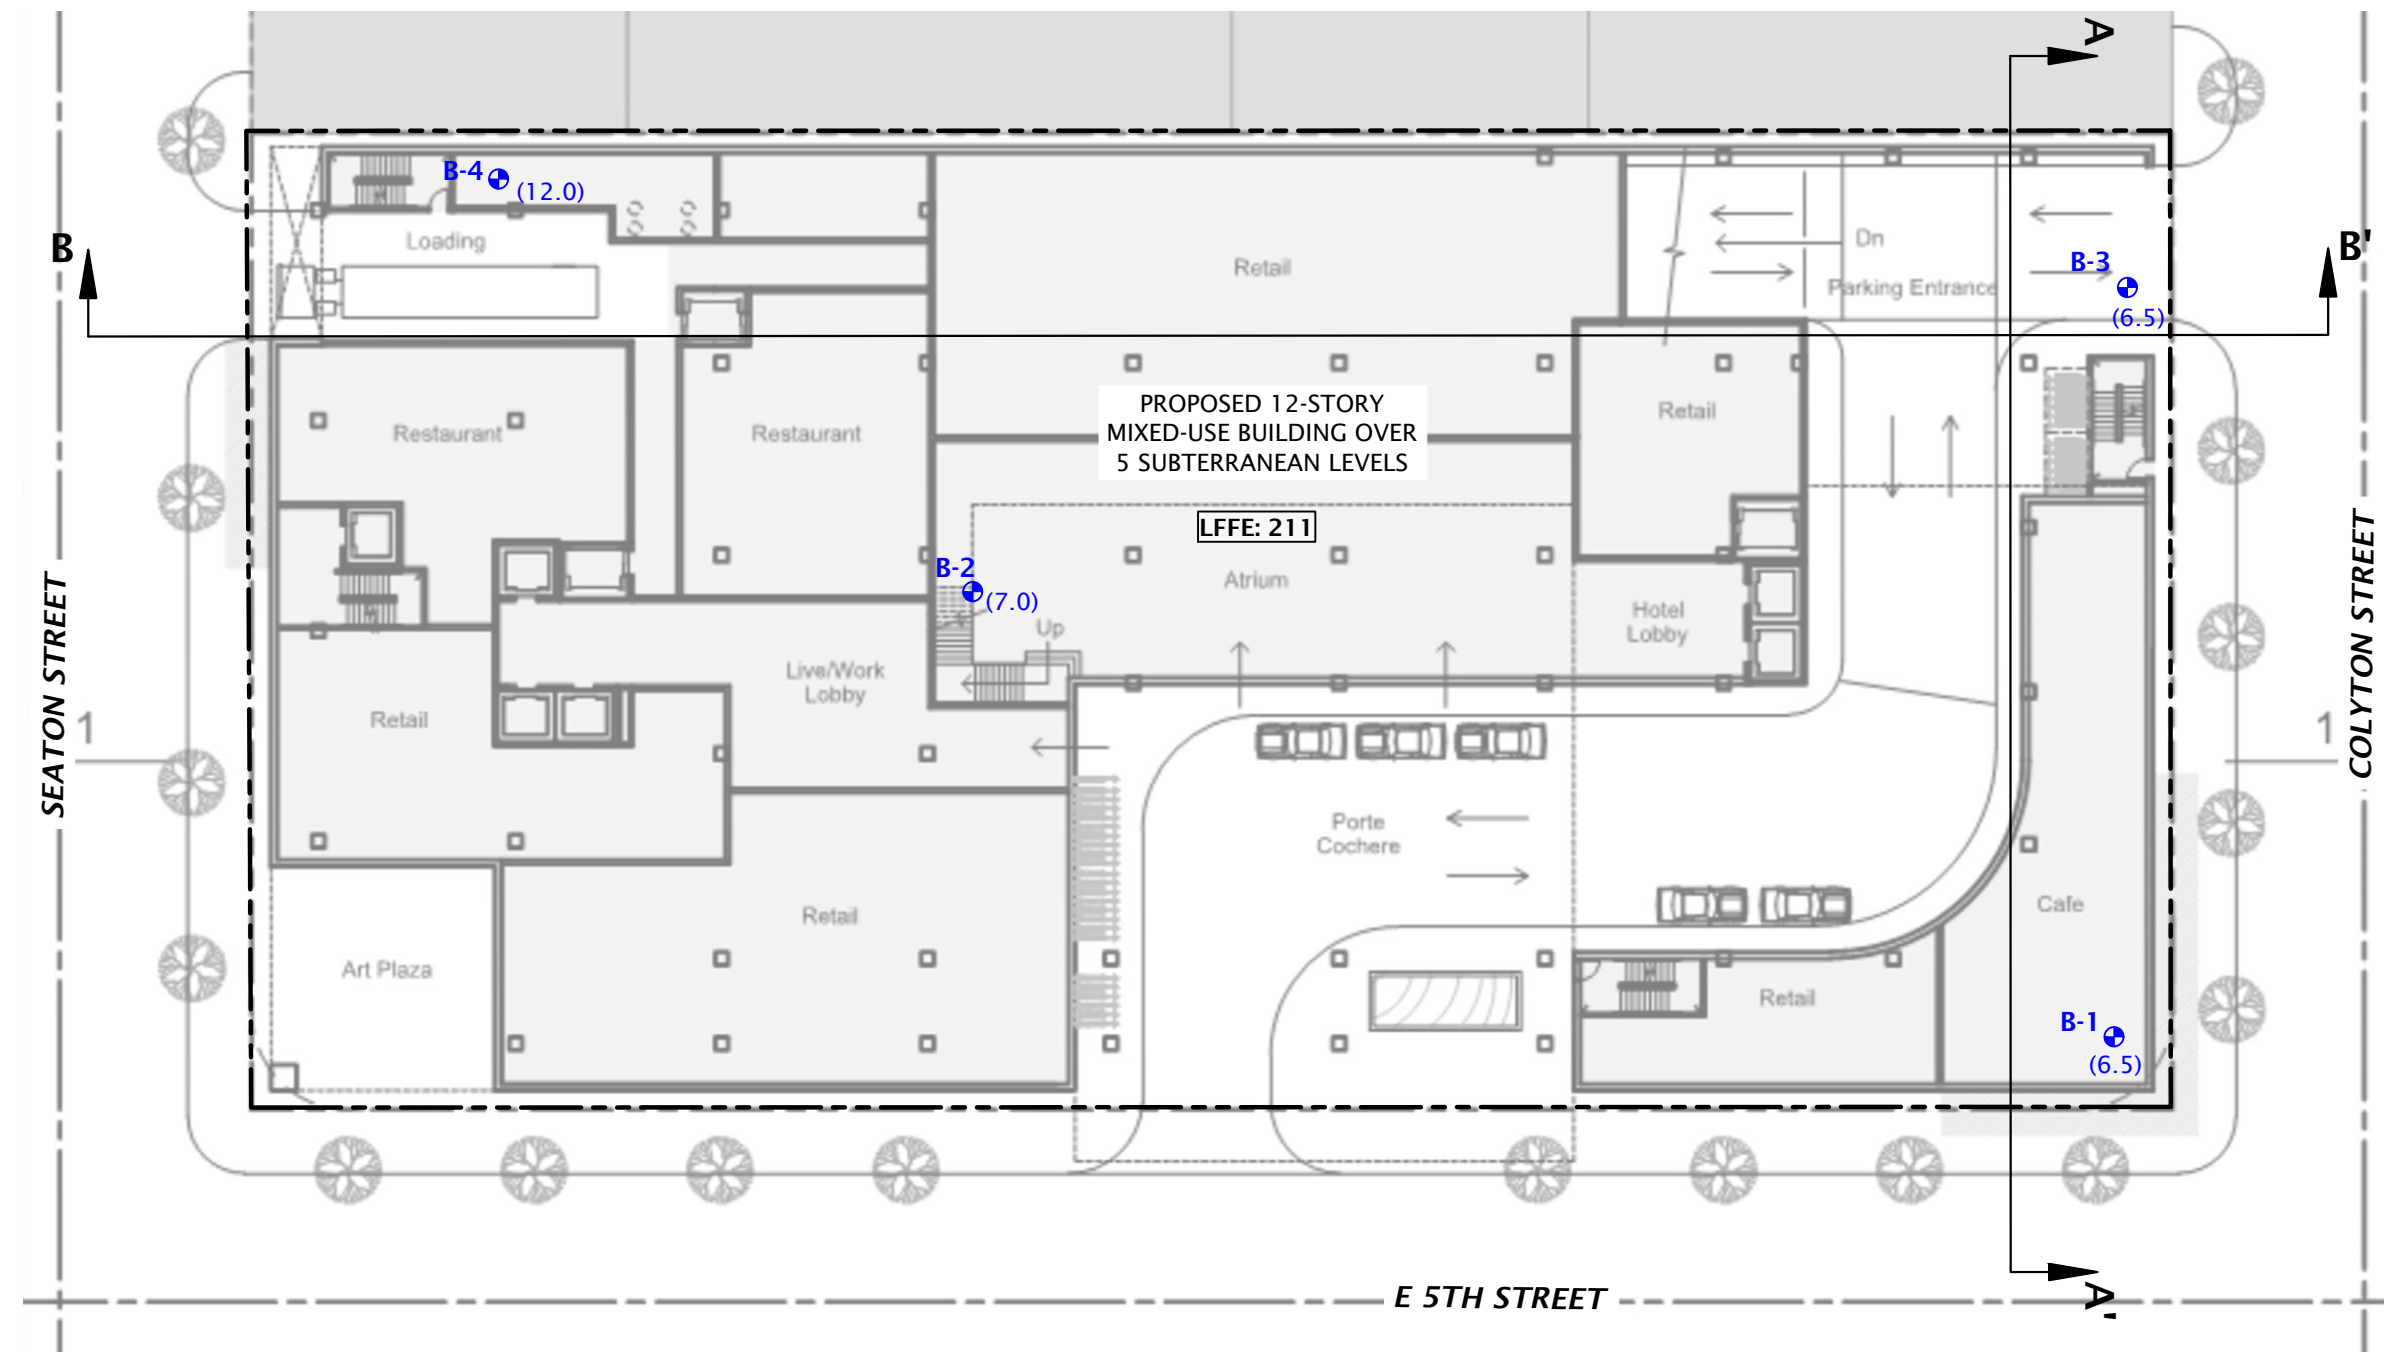 A
B-4
(12.0)
Loading
B
B'
Dn
B-3
Parking Entrance
(6.5)
Retail
Restaurant
Restaurant
PROPOSED 12-STORY
MIXED-USE BUILDING OVER
5 SUBTERRANEAN LEVELS
Retail
LFFE: 211
B-2
(7.0)
Atrium
Up
Hotel
Lobby
SEATON STREET
COLYTON STREET
Live/Work
Lobby
Retail
1
1
Porte
Cochere
Retail
Cafe
Art Plaza
Retail
B-1
(6.5)
E 5TH STREET
A'